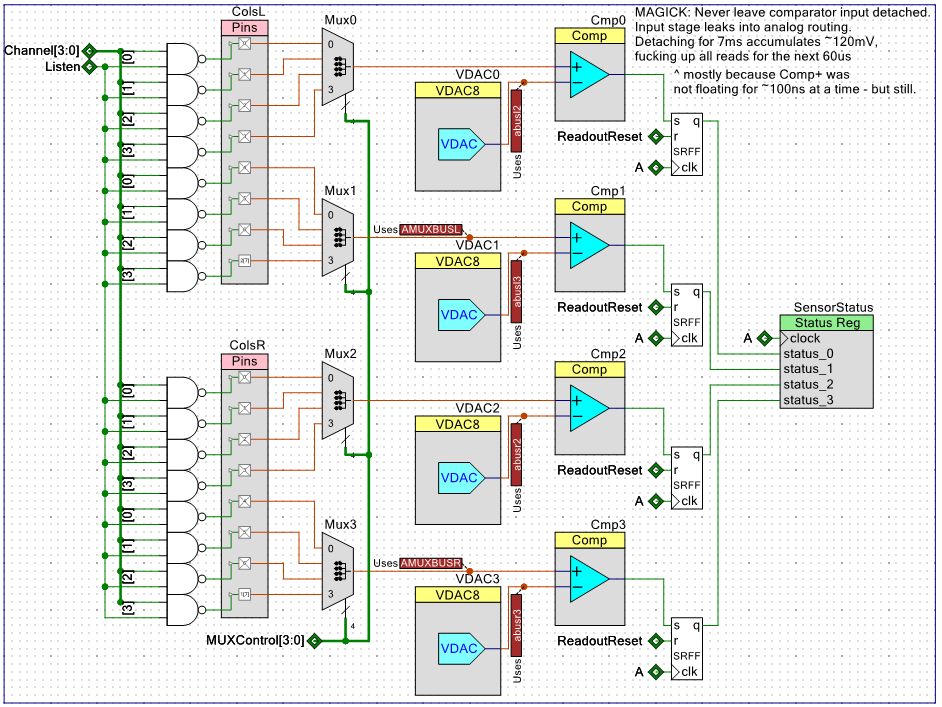 MAGICK: Never leave comparator input detached.
Input stage leaks into analog routing.
Detaching for 7ms accumulates ~120mV,
fucking up all reads for the next 60us
^ mostly because Comp+ was
not floating for ~100ns at a time - but still.
Channel[3:0]
Listen
[0]
[1]
[2]
[3]
[0]
[1]
[2]
[3]
ColsL
Pins
Mux0
0
3
Mux1
0
3
VDAC0
VDAC8
VDAC
Uses abusl2
Cmp0
Comp
+
−
ReadoutReset
A
s q
r
SRFF
clk
Uses AMUXBUSL
VDAC1
VDAC8
VDAC
Uses abusl3
Cmp1
Comp
+
−
ReadoutReset
A
s q
r
SRFF
clk
SensorStatus
Status Reg
A
clock
status_0
status_1
status_2
status_3
[0]
[1]
[2]
[3]
[0]
[1]
[2]
[3]
ColsR
Pins
Mux2
0
3
Mux3
0
3
4
MUXControl[3:0]
VDAC2
VDAC8
VDAC
Uses abusr2
Cmp2
Comp
+
−
ReadoutReset
A
s q
r
SRFF
clk
Uses AMUXBUSR
VDAC3
VDAC8
VDAC
Uses abusr3
Cmp3
Comp
+
−
ReadoutReset
A
s q
r
SRFF
clk